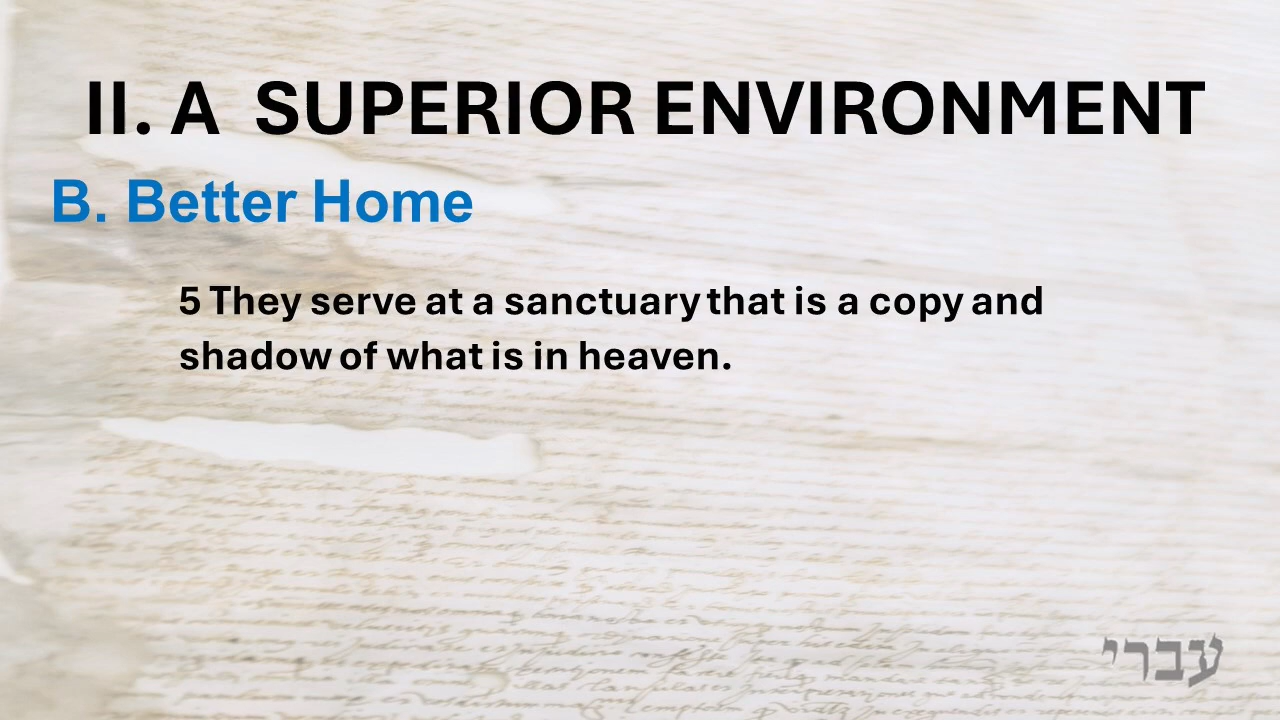 II. A SUPERIOR ENVIRONMENT
B. Better Home
5 They serve at a sanctuary that is a copy and
shadow of what is in heaven.
עברי